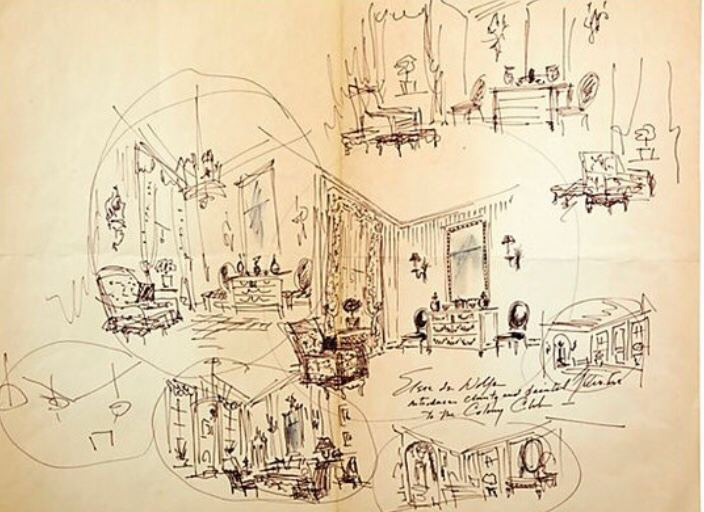 Elsie de Wolfe
introduces chintz and painted furniture
to the Colony Club —